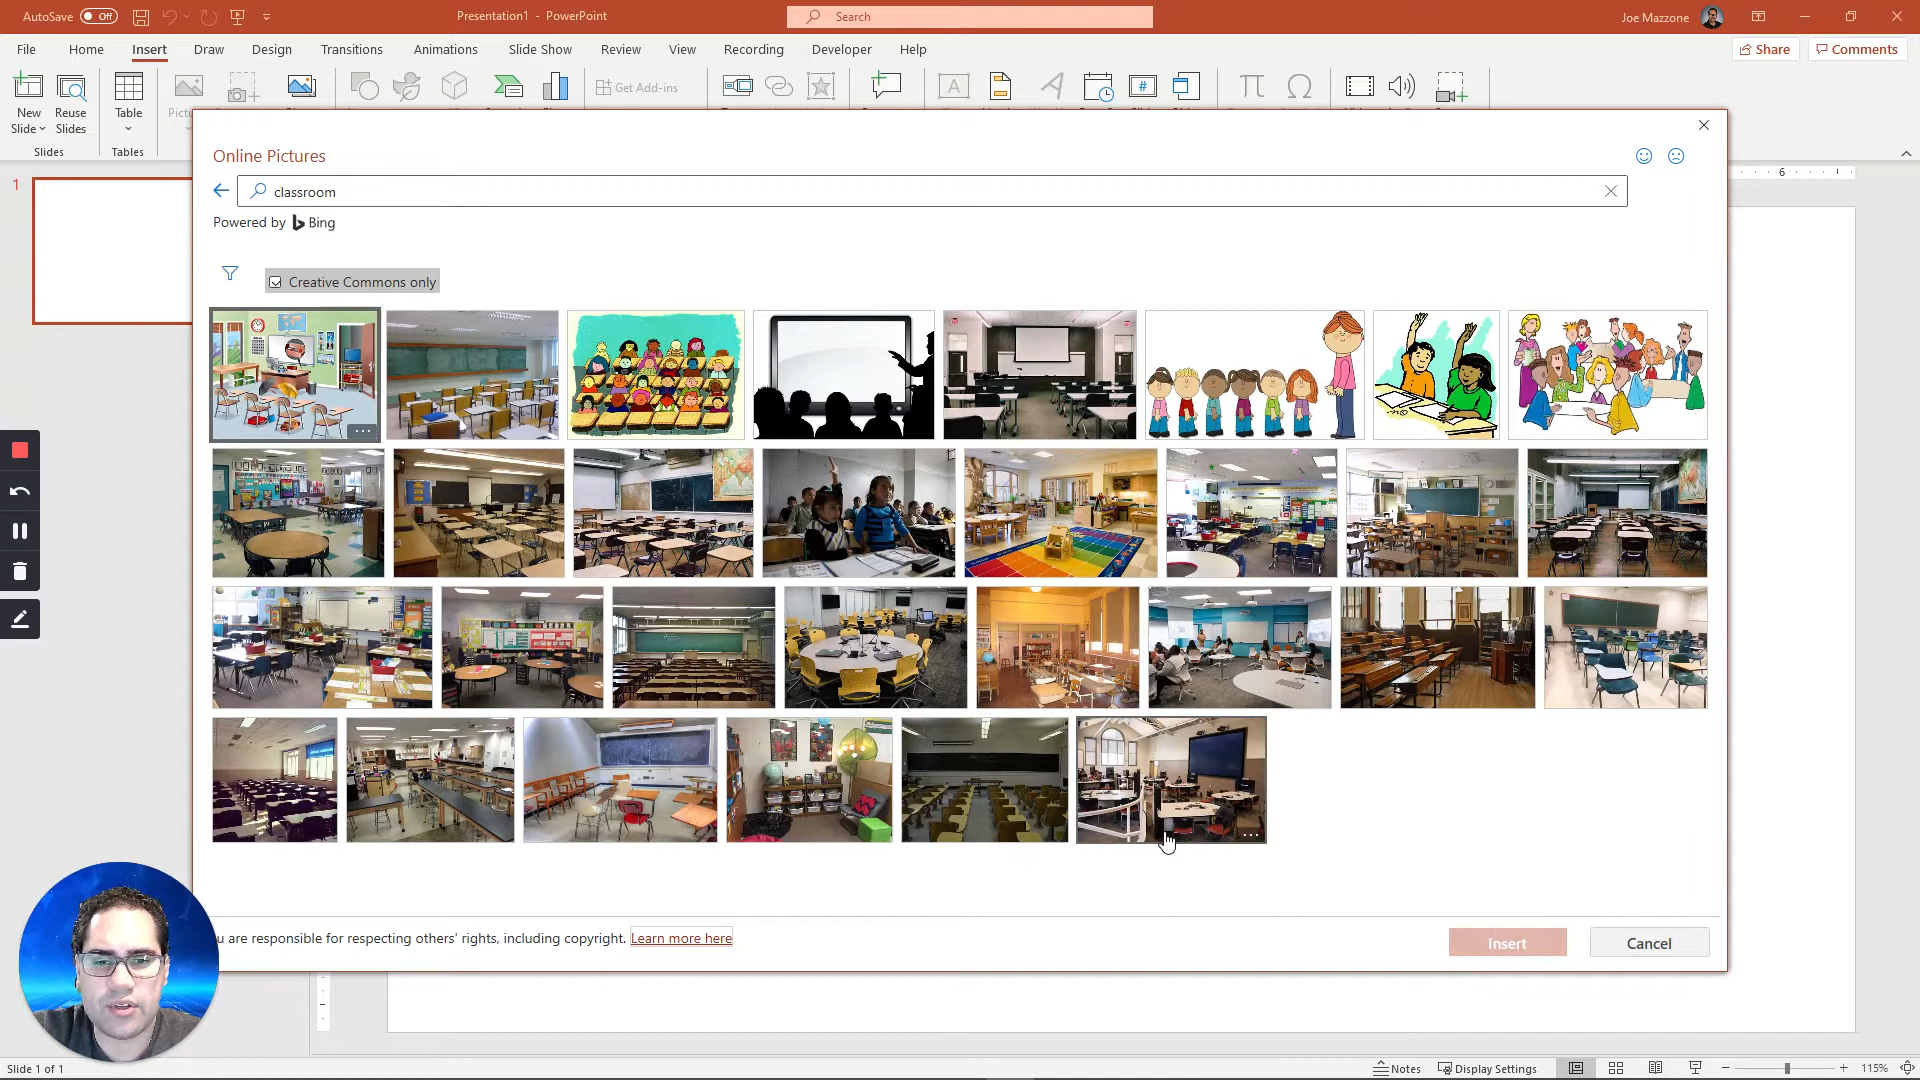 AutoSave Off
Presentation1 - PowerPoint
Search
Joe Mazzone
File Home Insert Draw Design Transitions Animations Slide Show Review View Recording Developer Help
Share Comments
New Slide
Reuse Slides
Table
Get Add-ins
Slides
Tables
Online Pictures
classroom
Powered by Bing
Creative Commons only
1
6
u are responsible for respecting others' rights, including copyright. Learn more here
Insert Cancel
Slide 1 of 1
Notes Display Settings 115%